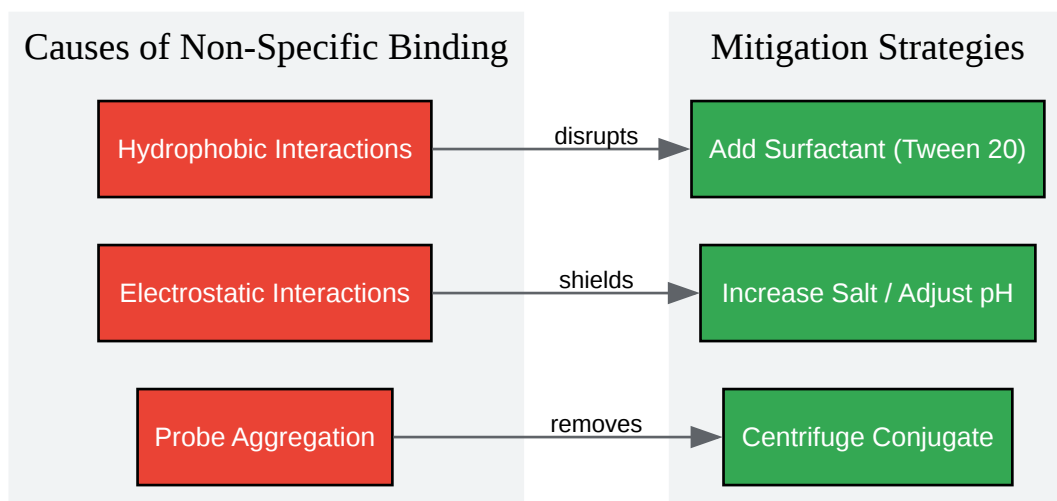 Causes of Non-Specific Binding
Mitigation Strategies
Hydrophobic Interactions
disrupts
Add Surfactant (Tween 20)
Electrostatic Interactions
shields
Increase Salt / Adjust pH
Probe Aggregation
removes
Centrifuge Conjugate